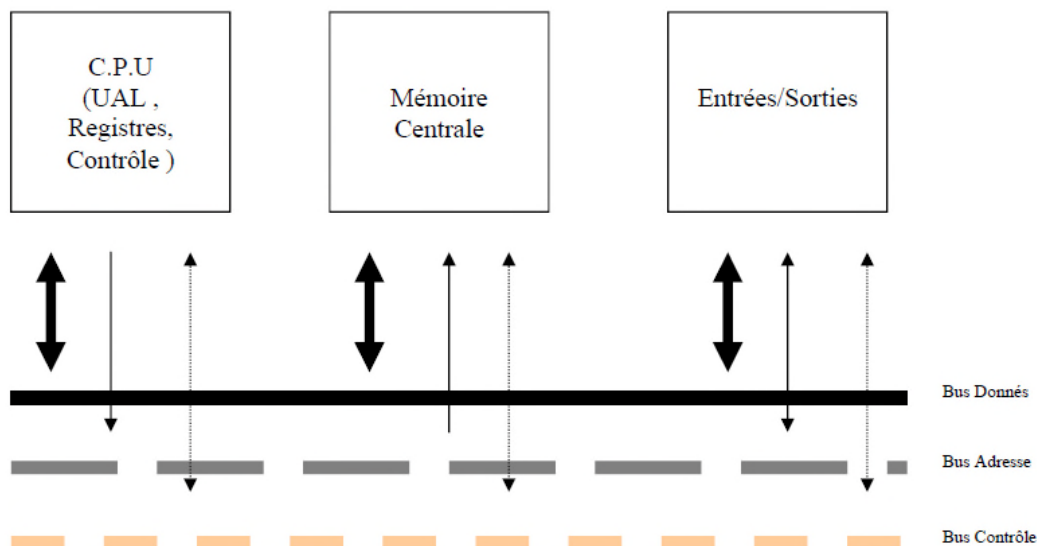 C.P.U
(UAL ,
Registres,
Contrôle )
Mémoire
Centrale
Entrées/Sorties
Bus Donnés
Bus Adresse
Bus Contrôle